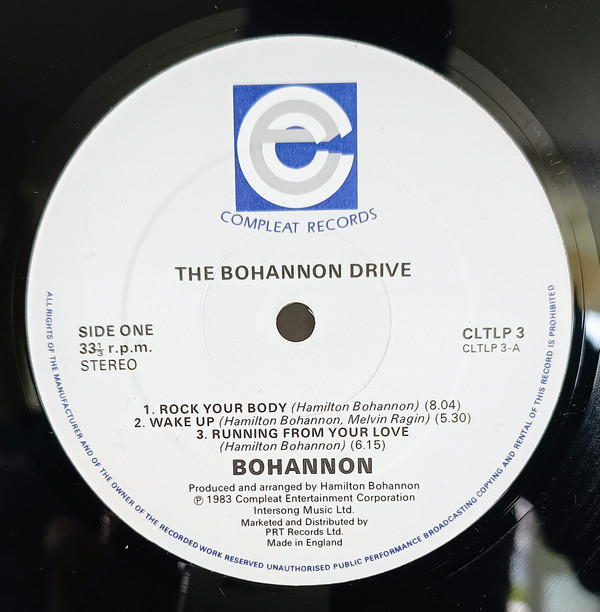 COMPLEAT RECORDS
THE BOHANNON DRIVE
SIDE ONE
33⅓ r.p.m.
STEREO
CLTLP 3
CLTLP 3-A
1. ROCK YOUR BODY (Hamilton Bohannon) (8.04)
2. WAKE UP (Hamilton Bohannon, Melvin Ragin) (5.30)
3. RUNNING FROM YOUR LOVE
(Hamilton Bohannon) (6.15)
BOHANNON
Produced and arranged by Hamilton Bohannon
℗ 1983 Compleat Entertainment Corporation
Intersong Music Ltd.
Marketed and Distributed by
PRT Records Ltd.
Made in England
ALL RIGHTS OF THE MANUFACTURER AND OF THE OWNER OF THE RECORDED WORK RESERVED UNAUTHORISED PUBLIC PERFORMANCE BROADCASTING COPYING AND RENTAL OF THIS RECORD IS PROHIBITED